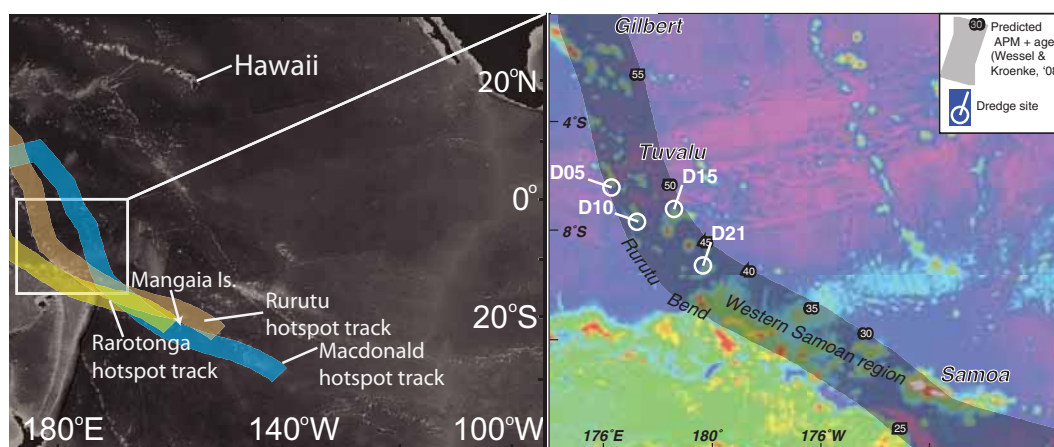 Hawaii
20°N
0°
Mangaia Is.
Rurutu
hotspot track
20°S
Rarotonga
hotspot track
Macdonald
hotspot track
180°E
140°W
100°W
Gilbert
30
Predicted
APM + age
(Wessel &
Kroenke, '08
Dredge site
55
4°S
Tuvalu
D05
50
D15
D10
8°S
D21
45
40
Rurutu
Bend
Western Samoan region
35
30
Samoa
25
176°E
180°
176°W